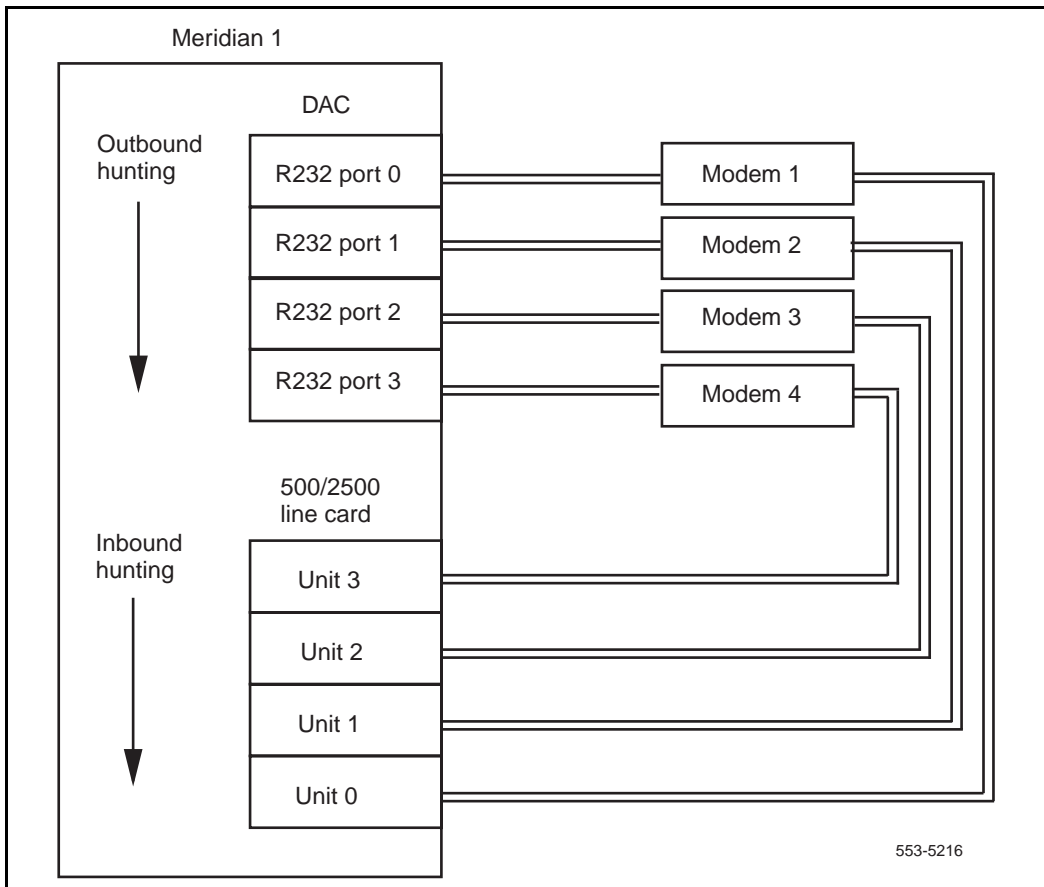 Meridian 1
DAC
Outbound
hunting
R232 port 0
Modem 1
R232 port 1
Modem 2
R232 port 2
Modem 3
R232 port 3
Modem 4
500/2500
line card
Inbound
hunting
Unit 3
Unit 2
Unit 1
Unit 0
553-5216